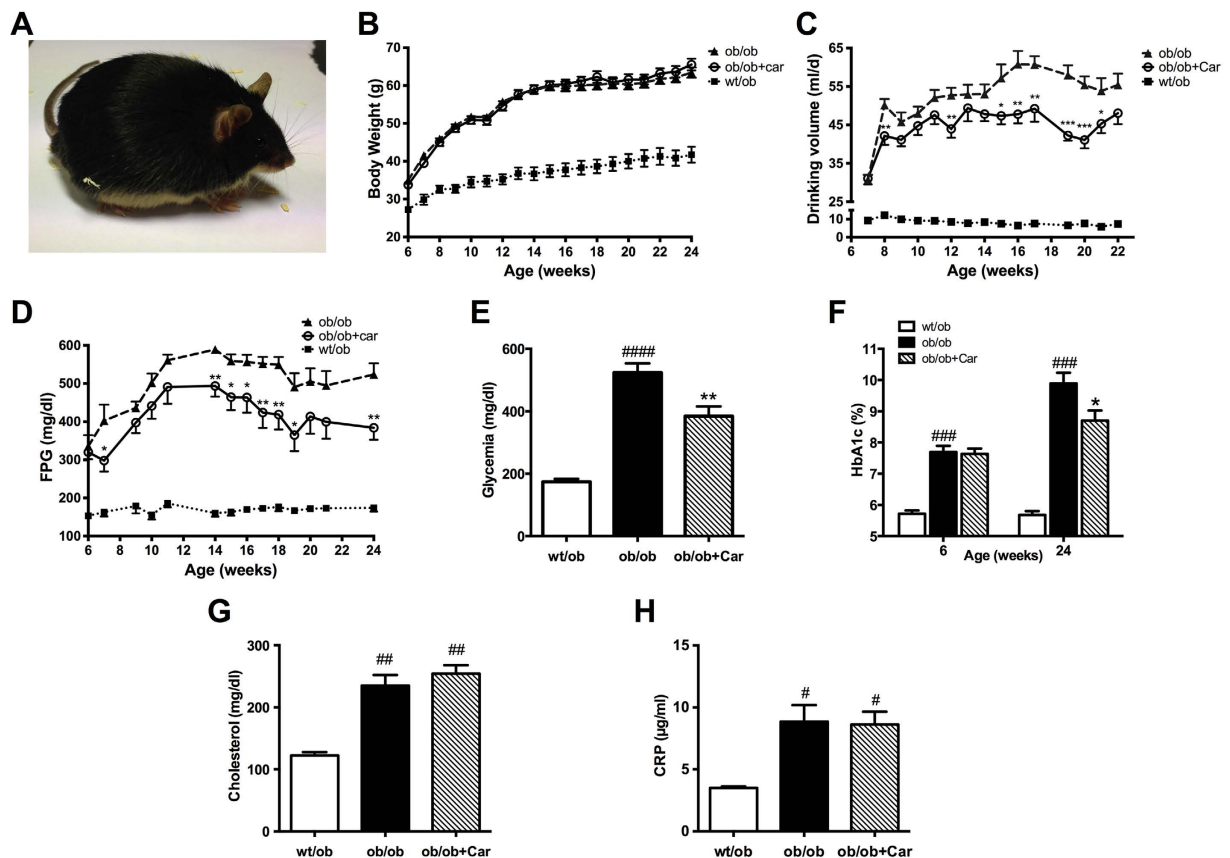 A
B
Body Weight (g)
70
60
50
40
30
20
6 8 10 12 14 16 18 20 22 24
Age (weeks)
ob/ob
ob/ob+car
wt/ob
C
Drinking volume (ml/d)
65
55
45
35
25
10
0
** ** * ** ** *** *** *
6 8 10 12 14 16 18 20 22
Age (weeks)
ob/ob
ob/ob+Car
wt/ob
D
FPG (mg/dl)
600
500
400
300
200
100
* ** * * ** ** * **
6 8 10 12 14 16 18 20 22 24
Age (weeks)
ob/ob
ob/ob+car
wt/ob
E
Glycemia (mg/dl)
600
400
200
0
####
**
wt/ob ob/ob ob/ob+Car
F
wt/ob
ob/ob
ob/ob+Car
HbA1c (%)
11
10
9
8
7
6
5
###
###
*
6 Age (weeks) 24
G
Cholesterol (mg/dl)
300
200
100
0
##
##
wt/ob ob/ob ob/ob+Car
H
CRP (µg/ml)
15
10
5
0
#
#
wt/ob ob/ob ob/ob+Car